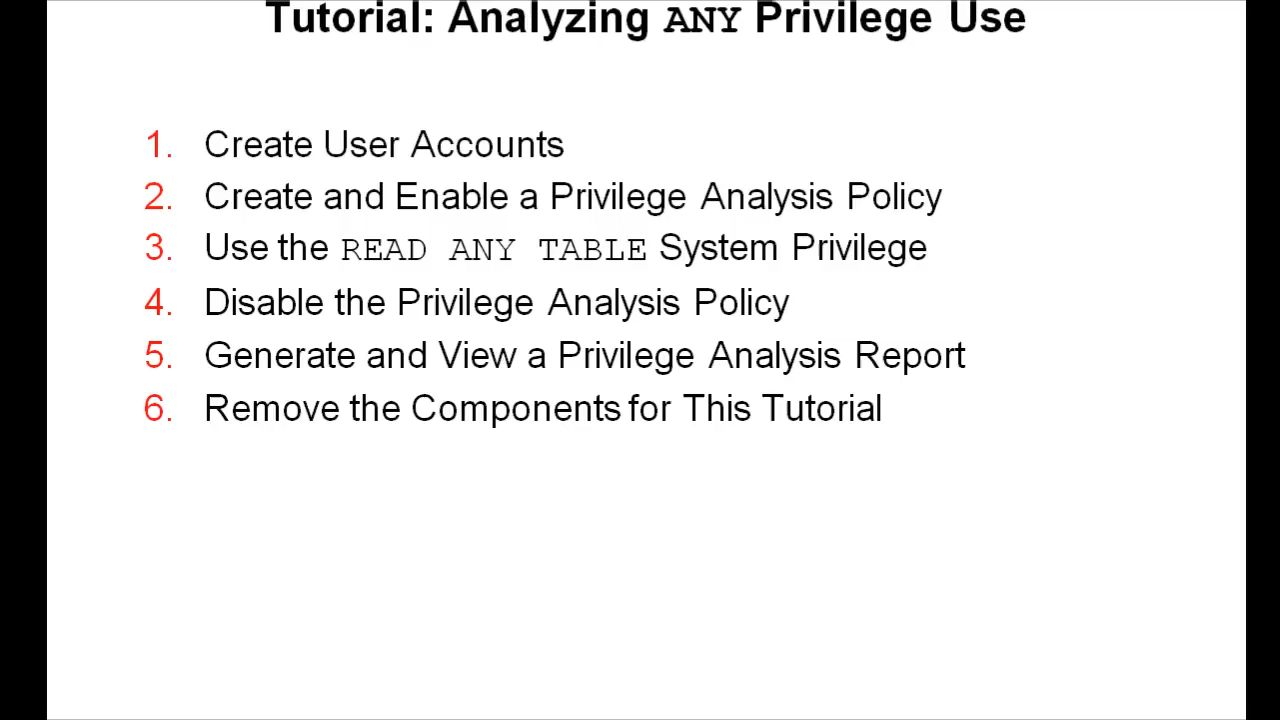 Tutorial: Analyzing ANY Privilege Use
1. Create User Accounts
2. Create and Enable a Privilege Analysis Policy
3. Use the READ ANY TABLE System Privilege
4. Disable the Privilege Analysis Policy
5. Generate and View a Privilege Analysis Report
6. Remove the Components for This Tutorial